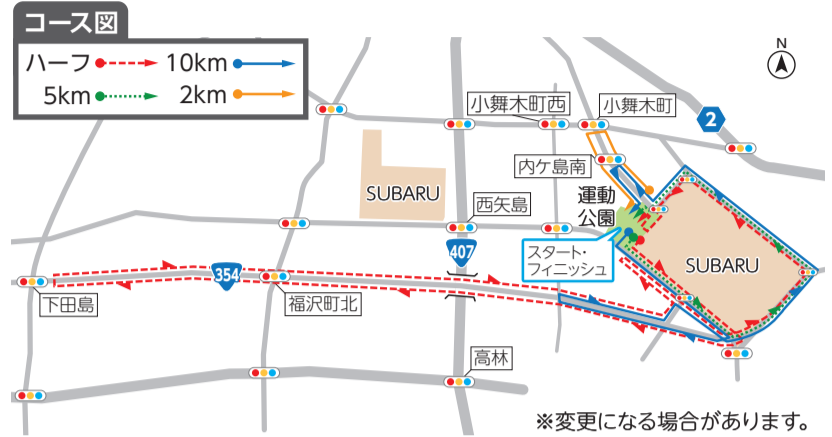 コース図
ハーフ 10km
5km 2km
N
小舞木町西
小舞木町
2
内ケ島南
運動
公園
SUBARU
西矢島
407
スタート・
フィニッシュ
SUBARU
354
下田島
福沢町北
高林
※変更になる場合があります。